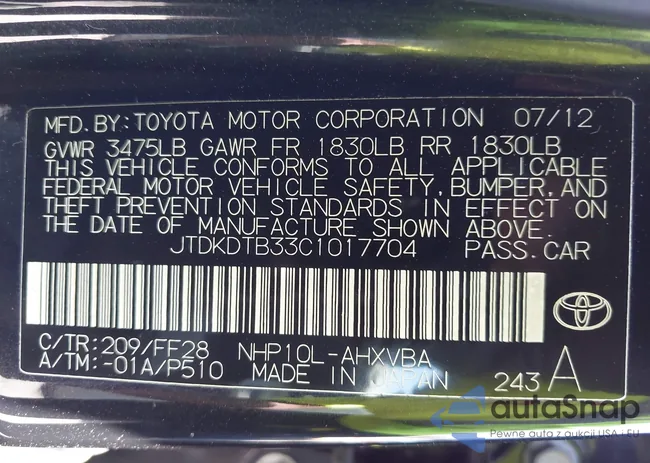 MFD. BY: TOYOTA MOTOR CORPORATION 07/12
GVWR 3475LB GAWR FR 1830LB RR 1830LB
THIS VEHICLE CONFORMS TO ALL APPLICABLE
FEDERAL MOTOR VEHICLE SAFETY, BUMPER, AND
THEFT PREVENTION STANDARDS IN EFFECT ON
THE DATE OF MANUFACTURE SHOWN ABOVE.
JTDKDTB33C1017704 PASS. CAR
C/TR: 209/FF28 NHP10L-AHXVBA
A/TM: -01A/P510 MADE IN JAPAN 243 A
autaSnap
Pewne auta z aukcji USA i EU